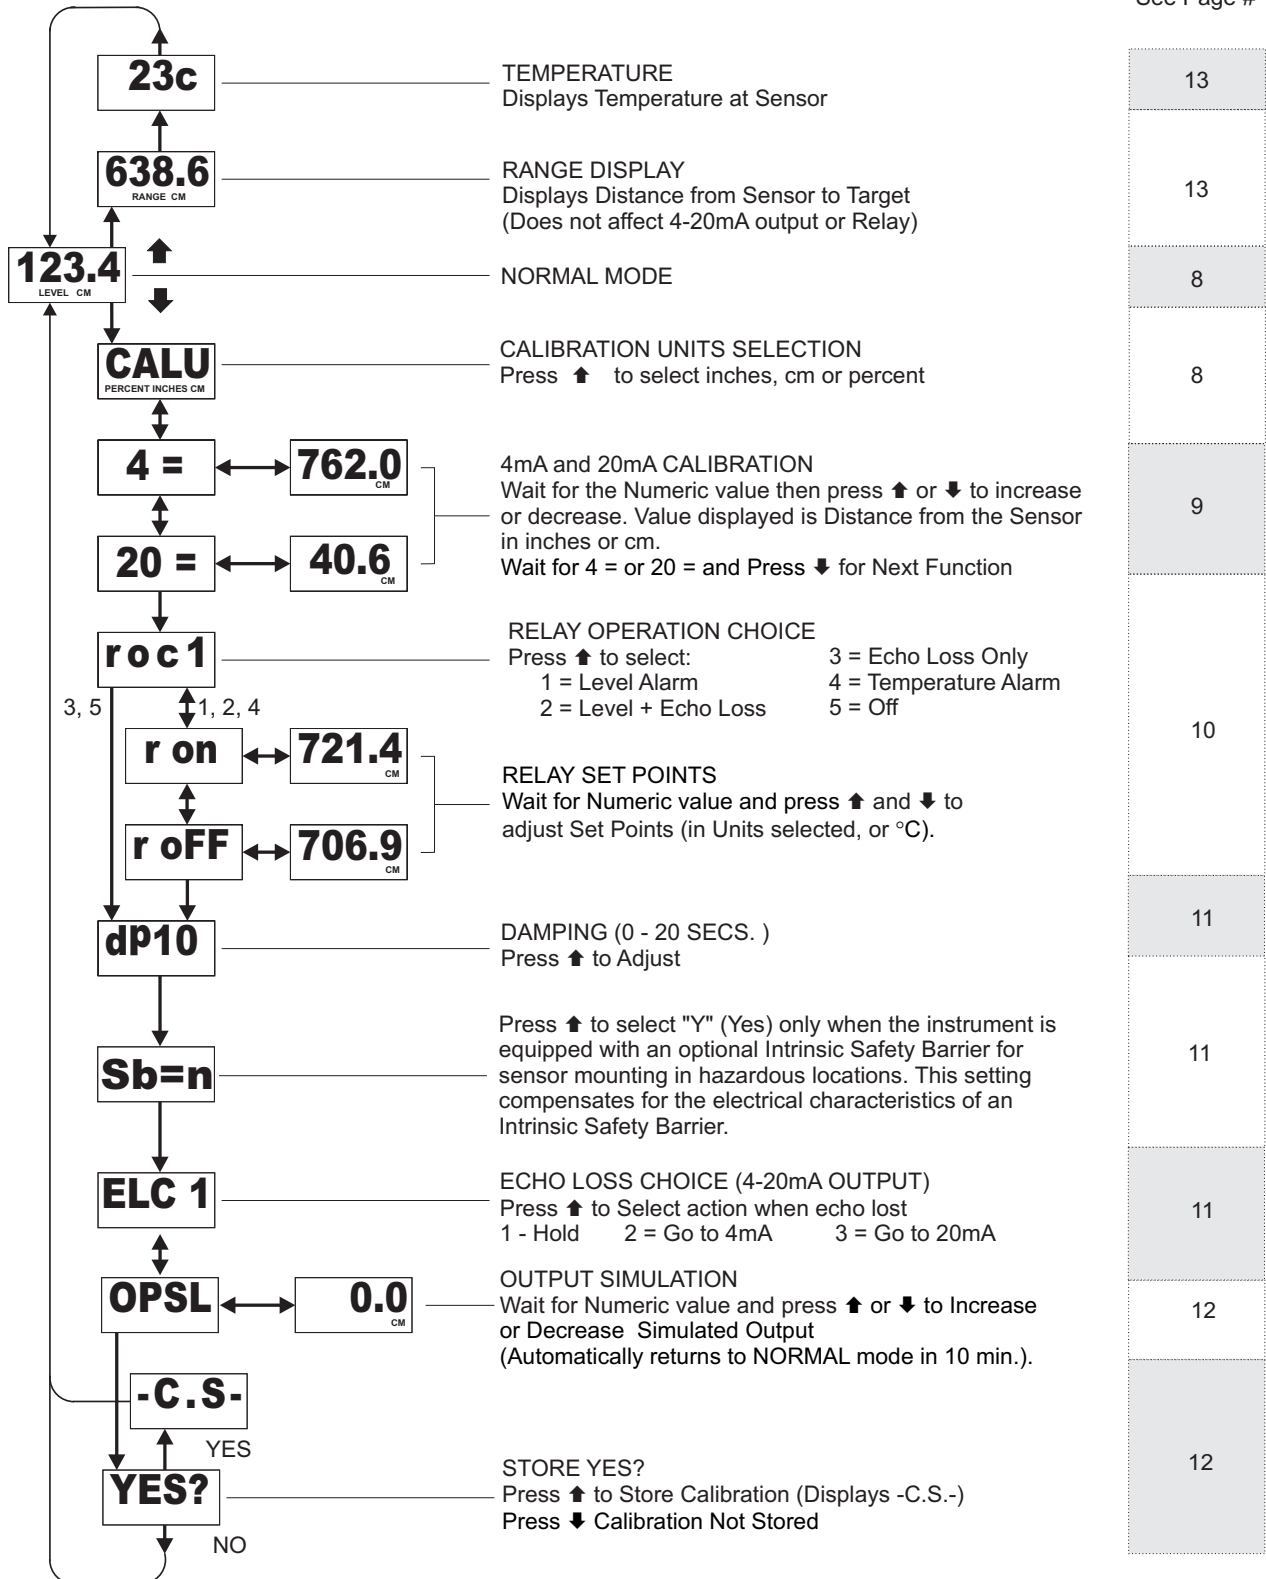 See Page #
23c
TEMPERATURE
Displays Temperature at Sensor
13
638.6
RANGE CM
RANGE DISPLAY
Displays Distance from Sensor to Target
(Does not affect 4-20mA output or Relay)
13
123.4
LEVEL CM
NORMAL MODE
8
CALU
PERCENT INCHES CM
CALIBRATION UNITS SELECTION
Press ⬆ to select inches, cm or percent
8
4 =
762.0
CM
20 =
40.6
CM
4mA and 20mA CALIBRATION
Wait for the Numeric value then press ⬆ or ⬇ to increase
or decrease. Value displayed is Distance from the Sensor
in inches or cm.
Wait for 4 = or 20 = and Press ⬇ for Next Function
9
roc1
RELAY OPERATION CHOICE
Press ⬆ to select:
1 = Level Alarm
2 = Level + Echo Loss
3 = Echo Loss Only
4 = Temperature Alarm
5 = Off
3, 5
1, 2, 4
10
r on
721.4
CM
r oFF
706.9
CM
RELAY SET POINTS
Wait for Numeric value and press ⬆ and ⬇ to
adjust Set Points (in Units selected, or °C).
dP10
DAMPING (0 - 20 SECS. )
Press ⬆ to Adjust
11
Sb=n
Press ⬆ to select "Y" (Yes) only when the instrument is
equipped with an optional Intrinsic Safety Barrier for
sensor mounting in hazardous locations. This setting
compensates for the electrical characteristics of an
Intrinsic Safety Barrier.
11
ELC 1
ECHO LOSS CHOICE (4-20mA OUTPUT)
Press ⬆ to Select action when echo lost
1 - Hold 2 = Go to 4mA 3 = Go to 20mA
11
OPSL
0.0
CM
OUTPUT SIMULATION
Wait for Numeric value and press ⬆ or ⬇ to Increase
or Decrease Simulated Output
(Automatically returns to NORMAL mode in 10 min.).
12
-C.S-
YES
YES?
NO
STORE YES?
Press ⬆ to Store Calibration (Displays -C.S.-)
Press ⬇ Calibration Not Stored
12